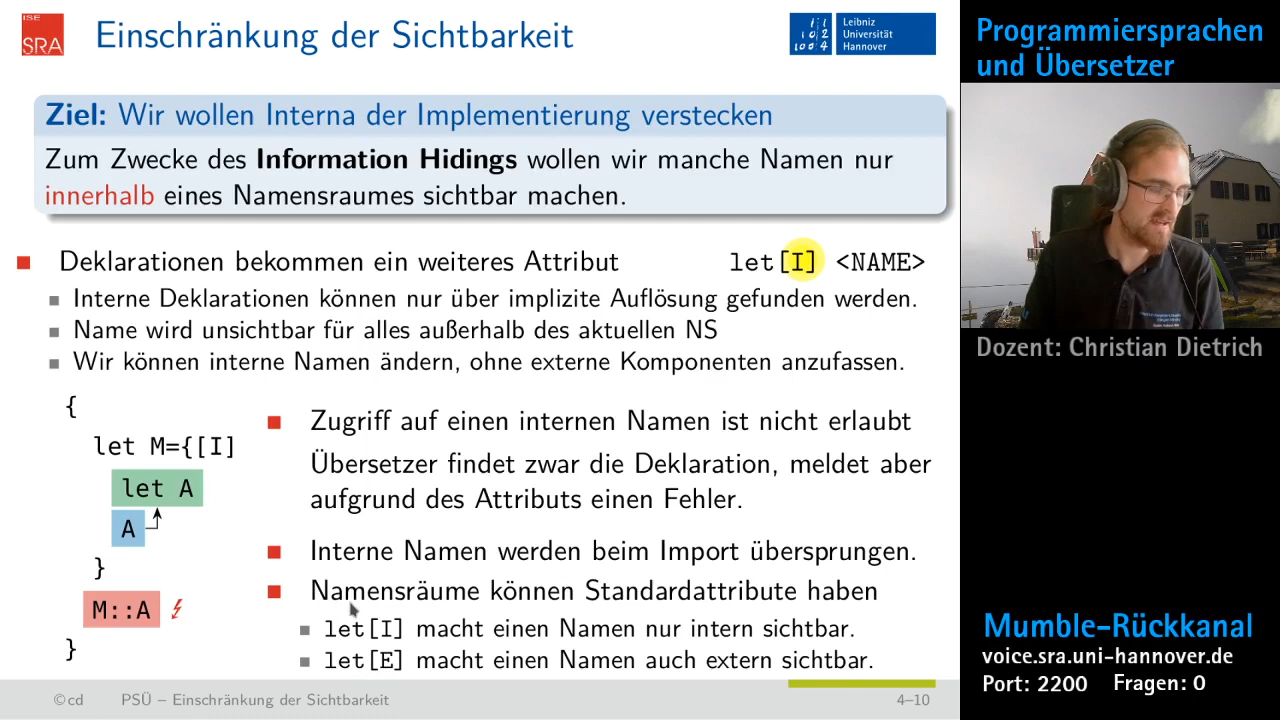 ISE
SRA
Einschränkung der Sichtbarkeit
Leibniz
Universität
Hannover
Ziel: Wir wollen Interna der Implementierung verstecken
Zum Zwecke des Information Hidings wollen wir manche Namen nur
innerhalb eines Namensraumes sichtbar machen.
Deklarationen bekommen ein weiteres Attribut let[I] <NAME>
Interne Deklarationen können nur über implizite Auflösung gefunden werden.
Name wird unsichtbar für alles außerhalb des aktuellen NS
Wir können interne Namen ändern, ohne externe Komponenten anzufassen.
{
let M={[I]
let A
A
}
M::A
}
Zugriff auf einen internen Namen ist nicht erlaubt
Übersetzer findet zwar die Deklaration, meldet aber
aufgrund des Attributs einen Fehler.
Interne Namen werden beim Import übersprungen.
Namensräume können Standardattribute haben
let[I] macht einen Namen nur intern sichtbar.
let[E] macht einen Namen auch extern sichtbar.
©cd PSÜ – Einschränkung der Sichtbarkeit 4–10
Programmiersprachen
und Übersetzer
Dozent: Christian Dietrich
Mumble-Rückkanal
voice.sra.uni-hannover.de
Port: 2200 Fragen: 0